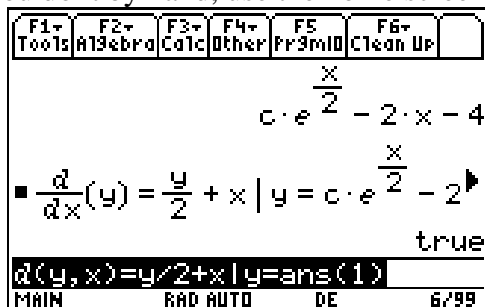 F1▾ F2▾ F3▾ F4▾ F5 F6▾
Tools Algebra Calc Other PrgmIO Clean Up
c·e^(x/2) − 2·x − 4
▪ d/dx(y) = y/2 + x | y = c·e^(x/2) − 2▶
true
d(y,x)=y/2+x|y=ans(1)
MAIN RAD AUTO DE 6/99